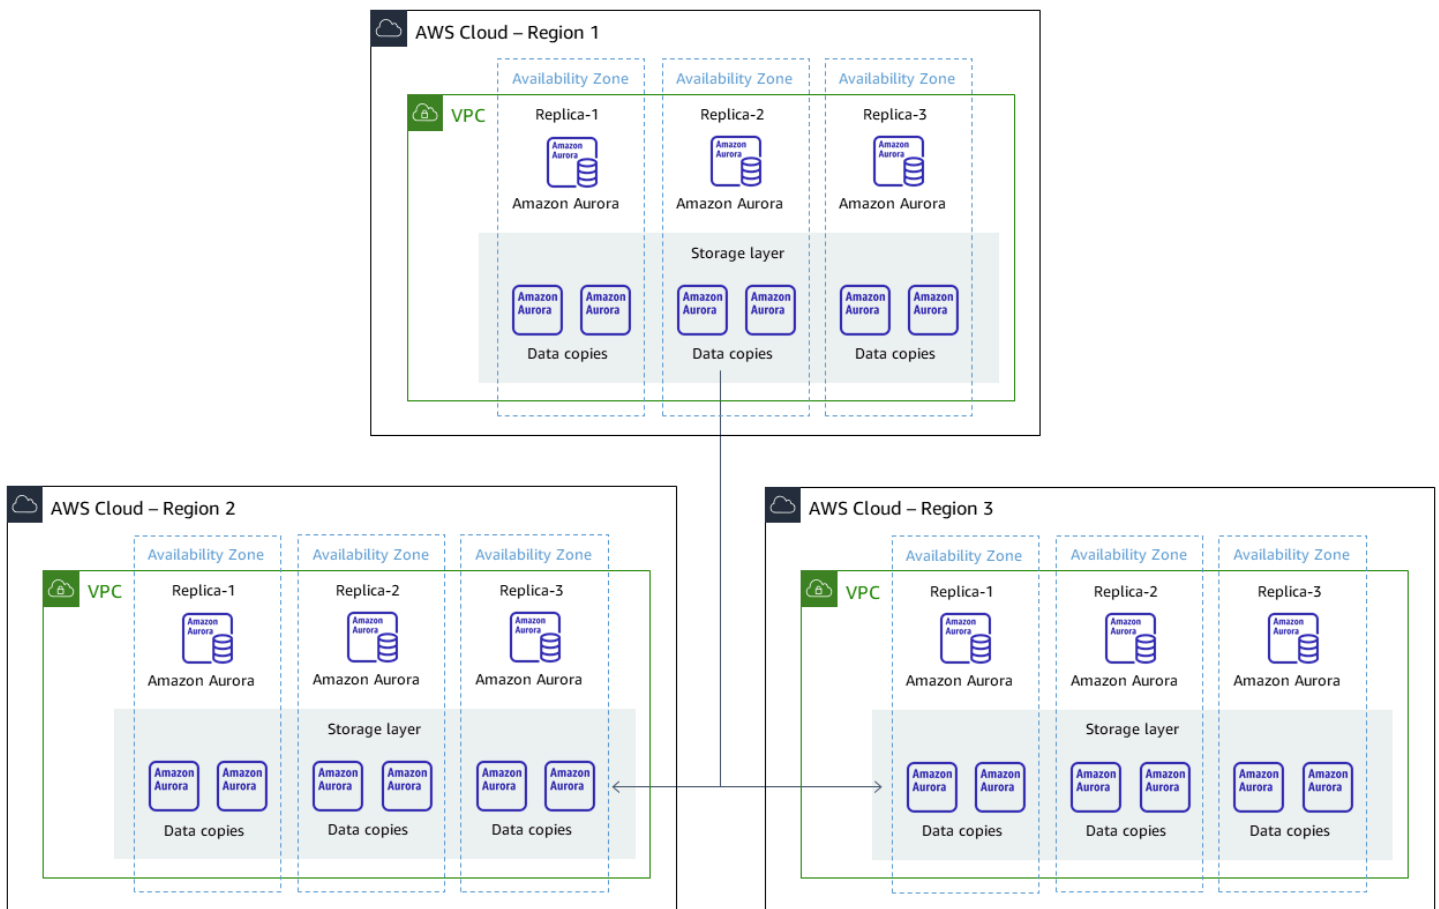 AWS Cloud – Region 1
Availability Zone
Availability Zone
Availability Zone
VPC
Replica-1
Replica-2
Replica-3
Amazon
Aurora
Amazon
Aurora
Amazon
Aurora
Amazon Aurora
Amazon Aurora
Amazon Aurora
Storage layer
Amazon
Aurora
Amazon
Aurora
Amazon
Aurora
Amazon
Aurora
Amazon
Aurora
Amazon
Aurora
Data copies
Data copies
Data copies
AWS Cloud – Region 2
Availability Zone
Availability Zone
Availability Zone
VPC
Replica-1
Replica-2
Replica-3
Amazon
Aurora
Amazon
Aurora
Amazon
Aurora
Amazon Aurora
Amazon Aurora
Amazon Aurora
Storage layer
Amazon
Aurora
Amazon
Aurora
Amazon
Aurora
Amazon
Aurora
Amazon
Aurora
Amazon
Aurora
Data copies
Data copies
Data copies
AWS Cloud – Region 3
Availability Zone
Availability Zone
Availability Zone
VPC
Replica-1
Replica-2
Replica-3
Amazon
Aurora
Amazon
Aurora
Amazon
Aurora
Amazon Aurora
Amazon Aurora
Amazon Aurora
Storage layer
Amazon
Aurora
Amazon
Aurora
Amazon
Aurora
Amazon
Aurora
Amazon
Aurora
Amazon
Aurora
Data copies
Data copies
Data copies